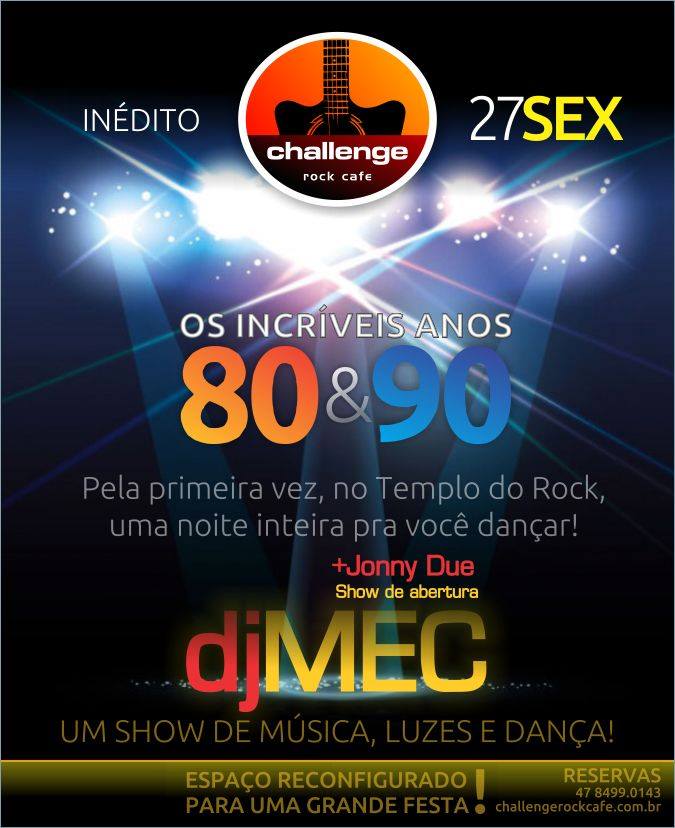 INÉDITO
challenge
rock cafe
27SEX
OS INCRÍVEIS ANOS
80&90
Pela primeira vez, no Templo do Rock,
uma noite inteira pra você dançar!
+Jonny Due
Show de abertura
djMEC
UM SHOW DE MÚSICA, LUZES E DANÇA!
ESPAÇO RECONFIGURADO
PARA UMA GRANDE FESTA!
RESERVAS
47 8499.0143
challengerockcafe.com.br